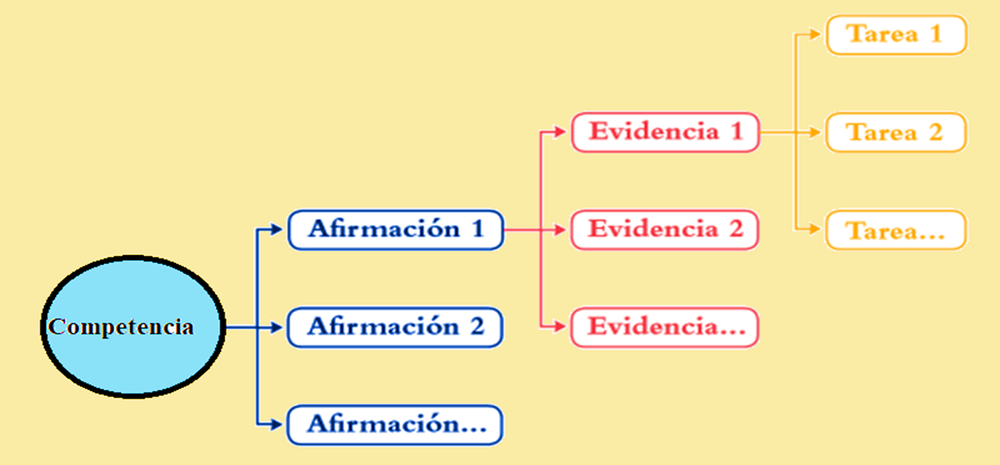 Competencia
Afirmación 1
Afirmación 2
Afirmación...
Evidencia 1
Evidencia 2
Evidencia...
Tarea 1
Tarea 2
Tarea...